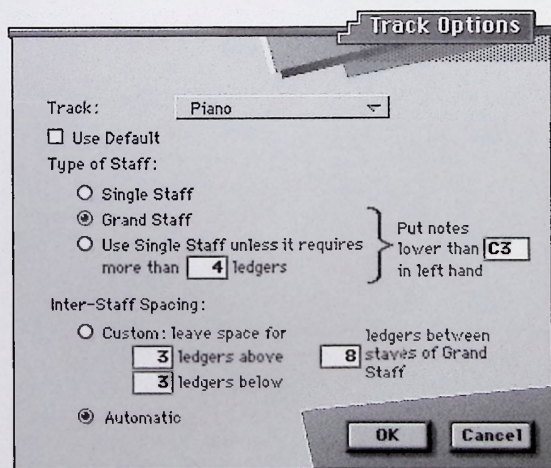 Track Options
Track: Piano
Use Default
Type of Staff:
Single Staff
Grand Staff
Use Single Staff unless it requires
more than 4 ledgers
Put notes
lower than C3
in left hand
Inter-Staff Spacing:
Custom: leave space for
3 ledgers above
3 ledgers below
8 ledgers between
staves of Grand
Staff
Automatic
OK Cancel